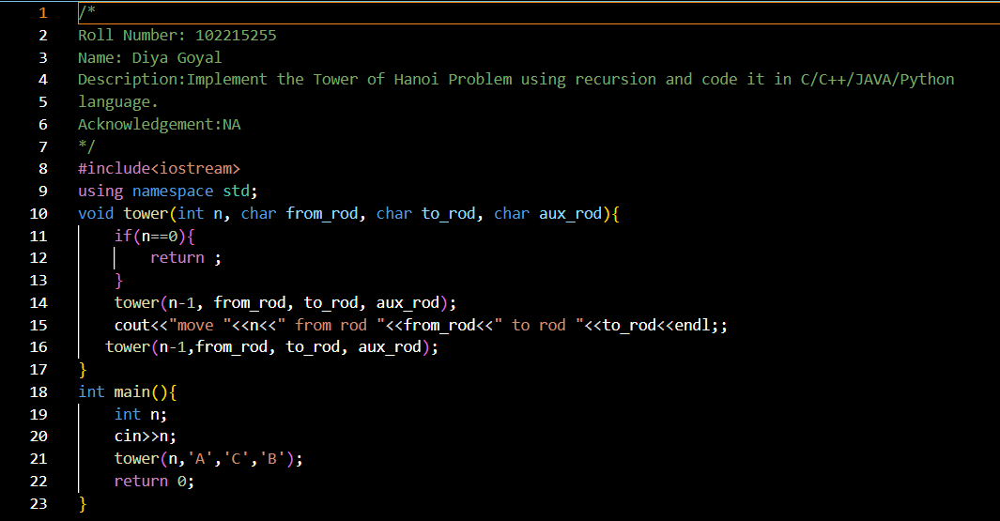 1 /*
2 Roll Number: 102215255
3 Name: Diya Goyal
4 Description:Implement the Tower of Hanoi Problem using recursion and code it in C/C++/JAVA/Python
5 language.
6 Acknowledgement:NA
7 */
8 #include<iostream>
9 using namespace std;
10 void tower(int n, char from_rod, char to_rod, char aux_rod){
11     if(n==0){
12         return ;
13     }
14     tower(n-1, from_rod, to_rod, aux_rod);
15     cout<<"move "<<n<<" from rod "<<from_rod<<" to rod "<<to_rod<<endl;;
16    tower(n-1,from_rod, to_rod, aux_rod);
17 }
18 int main(){
19     int n;
20     cin>>n;
21     tower(n,'A','C','B');
22     return 0;
23 }